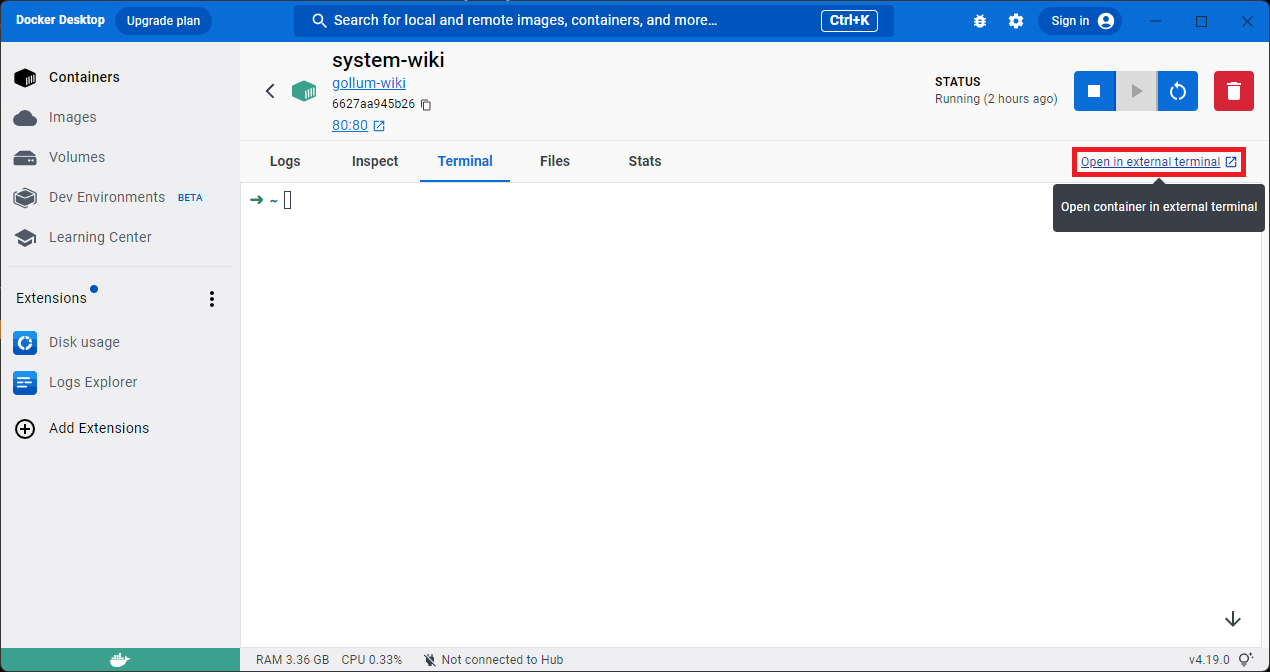 Docker Desktop Upgrade plan Search for local and remote images, containers, and more... Ctrl+K Sign in
Containers
Images
Volumes
Dev Environments BETA
Learning Center
Extensions
Disk usage
Logs Explorer
Add Extensions
system-wiki
gollum-wiki
6627aa945b26
80:80
STATUS
Running (2 hours ago)
Logs Inspect Terminal Files Stats Open in external terminal
→ ~
Open container in external terminal
RAM 3.36 GB CPU 0.33% Not connected to Hub v4.19.0